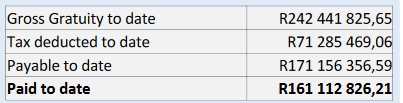 Gross Gratuity to date R242 441 825,65
Tax deducted to date R71 285 469,06
Payable to date R171 156 356,59
Paid to date R161 112 826,21